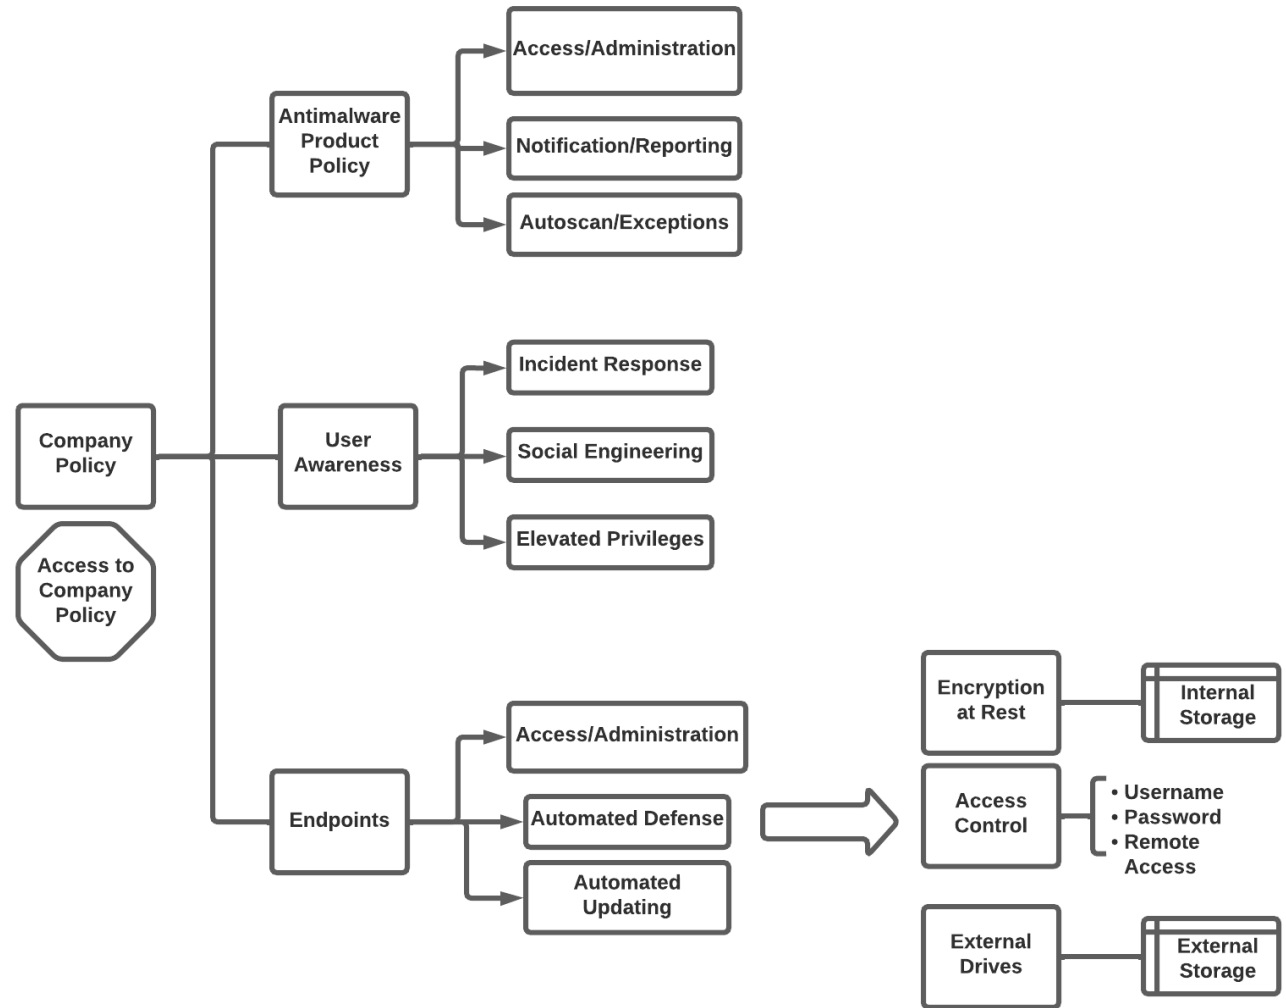 Access/Administration
Antimalware
Product
Policy
Notification/Reporting
Autoscan/Exceptions
Company
Policy
Access to
Company
Policy
User
Awareness
Incident Response
Social Engineering
Elevated Privileges
Endpoints
Access/Administration
Automated Defense
Automated
Updating
Encryption
at Rest
Internal
Storage
Access
Control
• Username
• Password
• Remote
Access
External
Drives
External
Storage